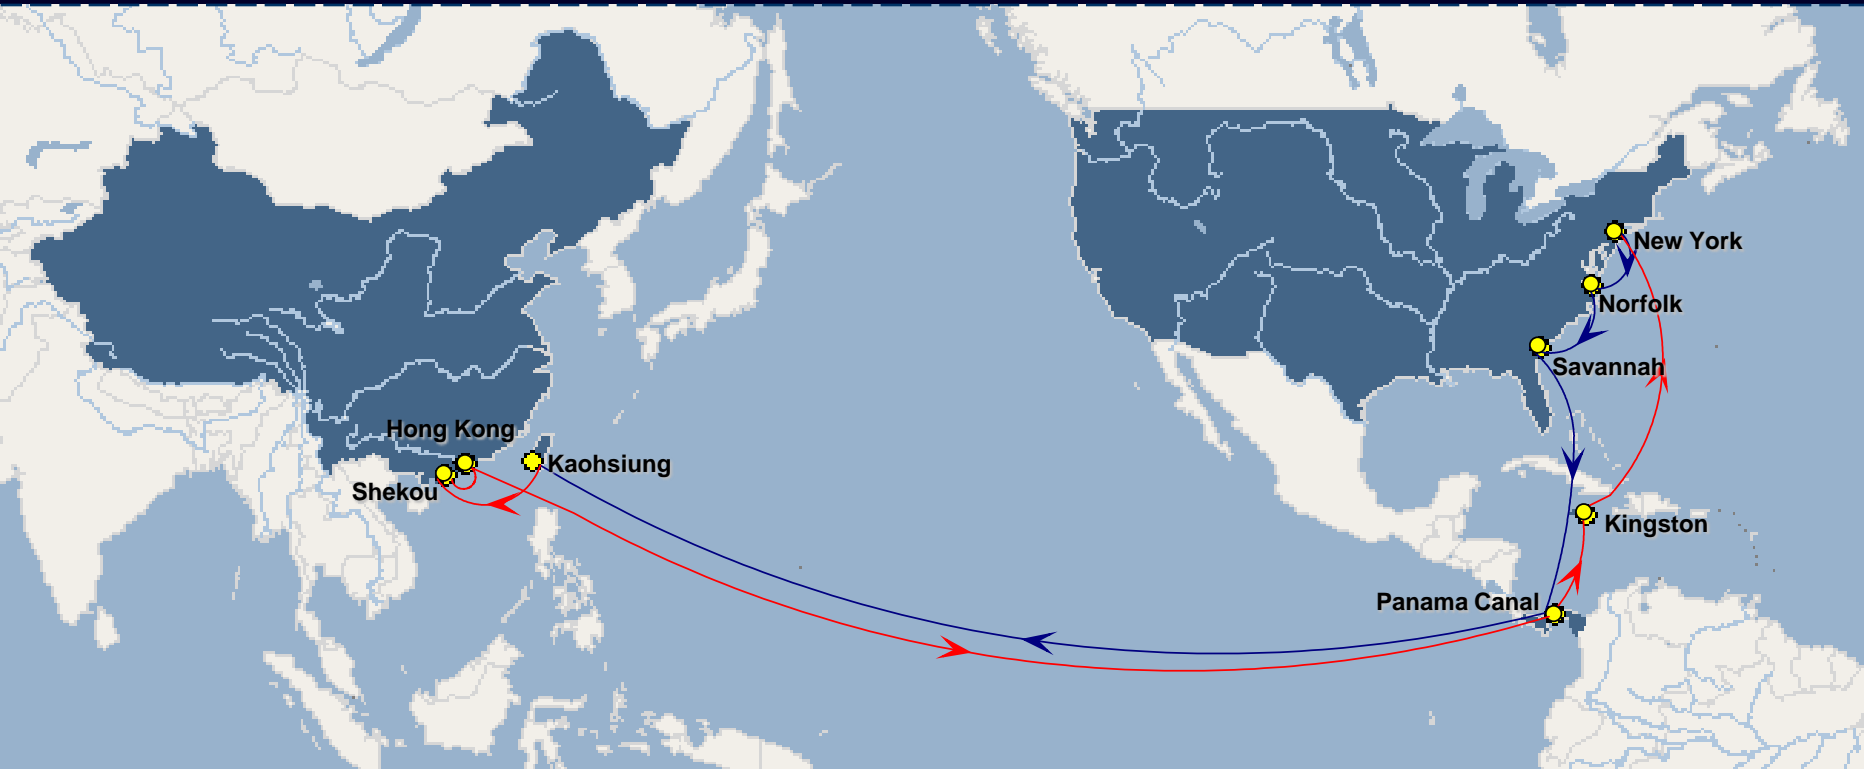 New York
Norfolk
Savannah
Hong Kong
Kaohsiung
Shekou
Kingston
Panama Canal